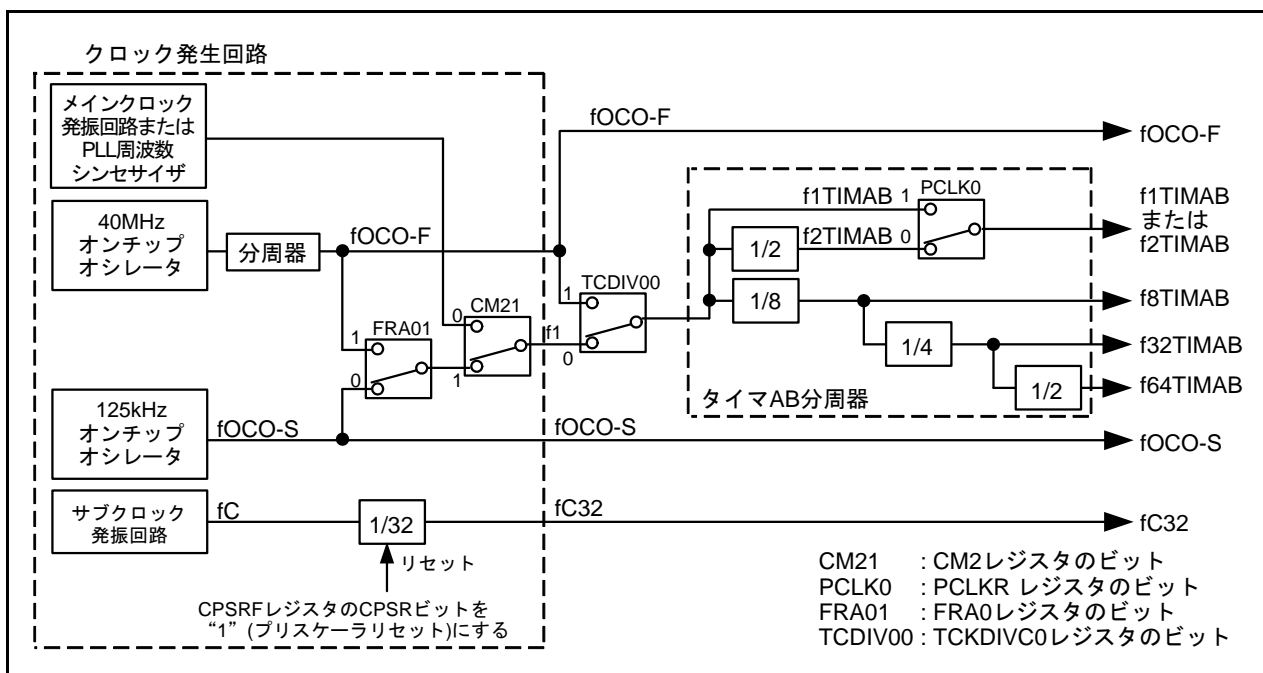 クロック発生回路
メインクロック
発振回路または
PLL周波数
シンセサイザ
40MHz
オンチップ
オシレータ
分周器
fOCO-F
fOCO-F
fOCO-F
FRA01
1
0
CM21
0
1
f1
TCDIV00
1
0
f1TIMAB
1
PCLK0
1/2
f2TIMAB
0
f1TIMAB
または
f2TIMAB
1/8
f8TIMAB
1/4
f32TIMAB
1/2
f64TIMAB
タイマAB分周器
125kHz
オンチップ
オシレータ
fOCO-S
fOCO-S
fOCO-S
サブクロック
発振回路
fC
1/32
fC32
fC32
リセット
CPSRFレジスタのCPSRビットを
“1”(プリスケーラリセット)にする
CM21 : CM2レジスタのビット
PCLK0 : PCLKR レジスタのビット
FRA01 : FRA0レジスタのビット
TCDIV00 : TCKDIVC0レジスタのビット